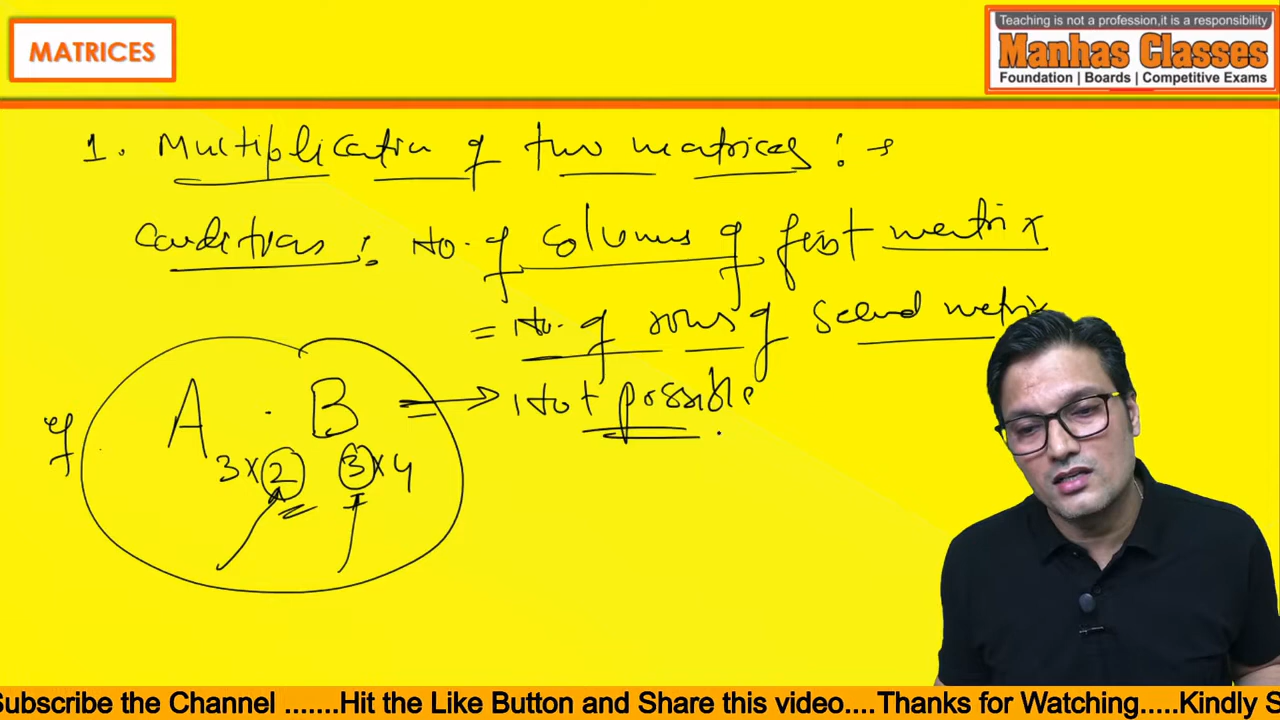 MATRICES
Teaching is not a profession,it is a responsibility
Manhas Classes
Foundation | Boards | Competitive Exams
1. Multiplication of two matrices :→
Conditions : No. of columns of first matrix
= No. of rows of second matrix
If A · B → Not possible.
3×2 3×4
Subscribe the Channel .......Hit the Like Button and Share this video....Thanks for Watching.....Kindly S